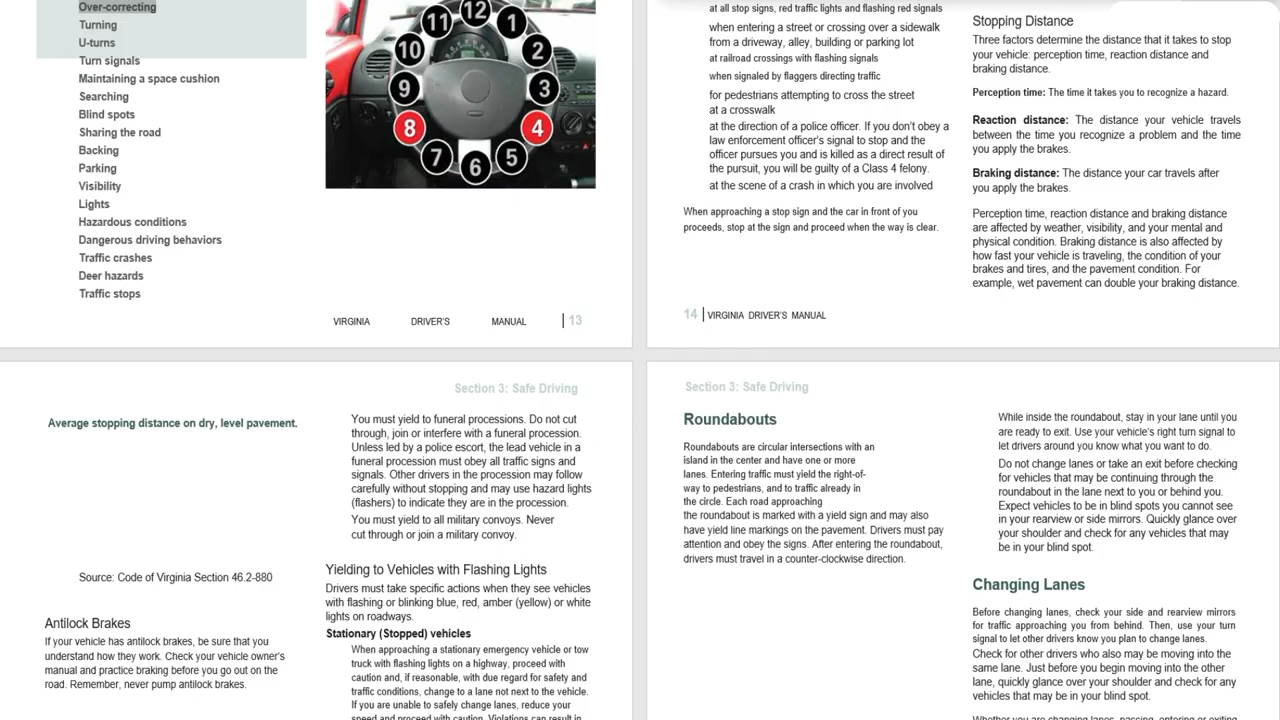 Over-correcting
Turning
U-turns
Turn signals
Maintaining a space cushion
Searching
Blind spots
Sharing the road
Backing
Parking
Visibility
Lights
Hazardous conditions
Dangerous driving behaviors
Traffic crashes
Deer hazards
Traffic stops
12
11
1
10
2
9
3
8
4
7
5
6
VIRGINIA DRIVER'S MANUAL | 13
at all stop signs, red traffic lights and flashing red signals
when entering a street or crossing over a sidewalk
from a driveway, alley, building or parking lot
at railroad crossings with flashing signals
when signaled by flaggers directing traffic
for pedestrians attempting to cross the street
at a crosswalk
at the direction of a police officer. If you don't obey a
law enforcement officer's signal to stop and the
officer pursues you and is killed as a direct result of
the pursuit, you will be guilty of a Class 4 felony.
at the scene of a crash in which you are involved
When approaching a stop sign and the car in front of you
proceeds, stop at the sign and proceed when the way is clear.
Stopping Distance
Three factors determine the distance that it takes to stop
your vehicle: perception time, reaction distance and
braking distance.
Perception time: The time it takes you to recognize a hazard.
Reaction distance: The distance your vehicle travels
between the time you recognize a problem and the time
you apply the brakes.
Braking distance: The distance your car travels after
you apply the brakes.
Perception time, reaction distance and braking distance
are affected by weather, visibility, and your mental and
physical condition. Braking distance is also affected by
how fast your vehicle is traveling, the condition of your
brakes and tires, and the pavement condition. For
example, wet pavement can double your braking distance.
14 | VIRGINIA DRIVER'S MANUAL
Section 3: Safe Driving
Average stopping distance on dry, level pavement.
Source: Code of Virginia Section 46.2-880
Antilock Brakes
If your vehicle has antilock brakes, be sure that you
understand how they work. Check your vehicle owner's
manual and practice braking before you go out on the
road. Remember, never pump antilock brakes.
You must yield to funeral processions. Do not cut
through, join or interfere with a funeral procession.
Unless led by a police escort, the lead vehicle in a
funeral procession must obey all traffic signs and
signals. Other drivers in the procession may follow
carefully without stopping and may use hazard lights
(flashers) to indicate they are in the procession.
You must yield to all military convoys. Never
cut through or join a military convoy.
Yielding to Vehicles with Flashing Lights
Drivers must take specific actions when they see vehicles
with flashing or blinking blue, red, amber (yellow) or white
lights on roadways.
Stationary (Stopped) vehicles
When approaching a stationary emergency vehicle or tow
truck with flashing lights on a highway, proceed with
caution and, if reasonable, with due regard for safety and
traffic conditions, change to a lane not next to the vehicle.
If you are unable to safely change lanes, reduce your
speed and proceed with caution. Violations can result in
Section 3: Safe Driving
Roundabouts
Roundabouts are circular intersections with an
island in the center and have one or more
lanes. Entering traffic must yield the right-of-
way to pedestrians, and to traffic already in
the circle. Each road approaching
the roundabout is marked with a yield sign and may also
have yield line markings on the pavement. Drivers must pay
attention and obey the signs. After entering the roundabout,
drivers must travel in a counter-clockwise direction.
While inside the roundabout, stay in your lane until you
are ready to exit. Use your vehicle's right turn signal to
let drivers around you know what you want to do.
Do not change lanes or take an exit before checking
for vehicles that may be continuing through the
roundabout in the lane next to you or behind you.
Expect vehicles to be in blind spots you cannot see
in your rearview or side mirrors. Quickly glance over
your shoulder and check for any vehicles that may
be in your blind spot.
Changing Lanes
Before changing lanes, check your side and rearview mirrors
for traffic approaching you from behind. Then, use your turn
signal to let other drivers know you plan to change lanes.
Check for other drivers who also may be moving into the
same lane. Just before you begin moving into the other
lane, quickly glance over your shoulder and check for any
vehicles that may be in your blind spot.
Whether you are changing lanes, passing, entering or exiting